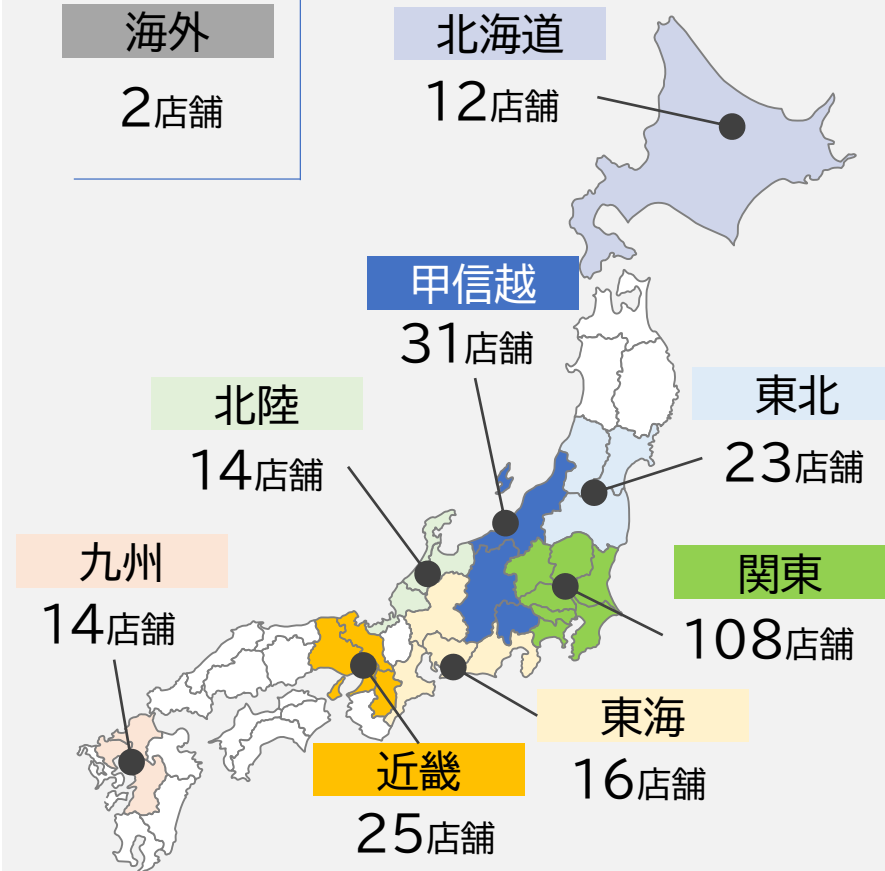 海外
2店舗
北海道
12店舗
甲信越
31店舗
東北
23店舗
北陸
14店舗
九州
14店舗
関東
108店舗
東海
16店舗
近畿
25店舗